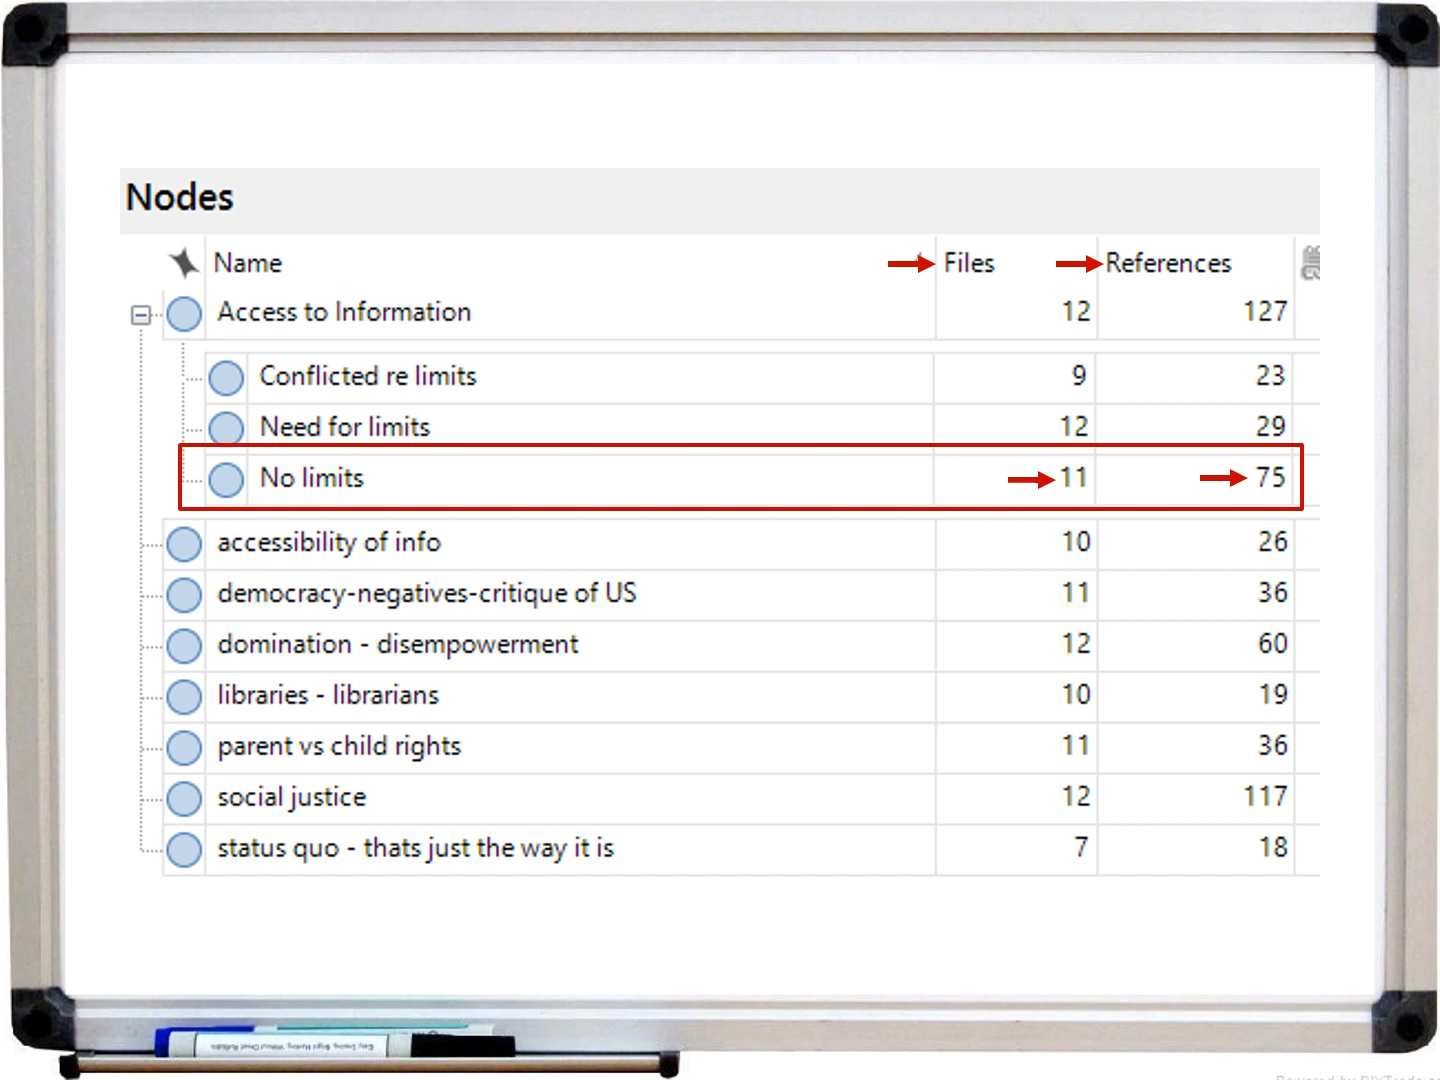 Nodes
Name Files References
Access to Information 12 127
Conflicted re limits 9 23
Need for limits 12 29
No limits 11 75
accessibility of info 10 26
democracy-negatives-critique of US 11 36
domination - disempowerment 12 60
libraries - librarians 10 19
parent vs child rights 11 36
social justice 12 117
status quo - thats just the way it is 7 18